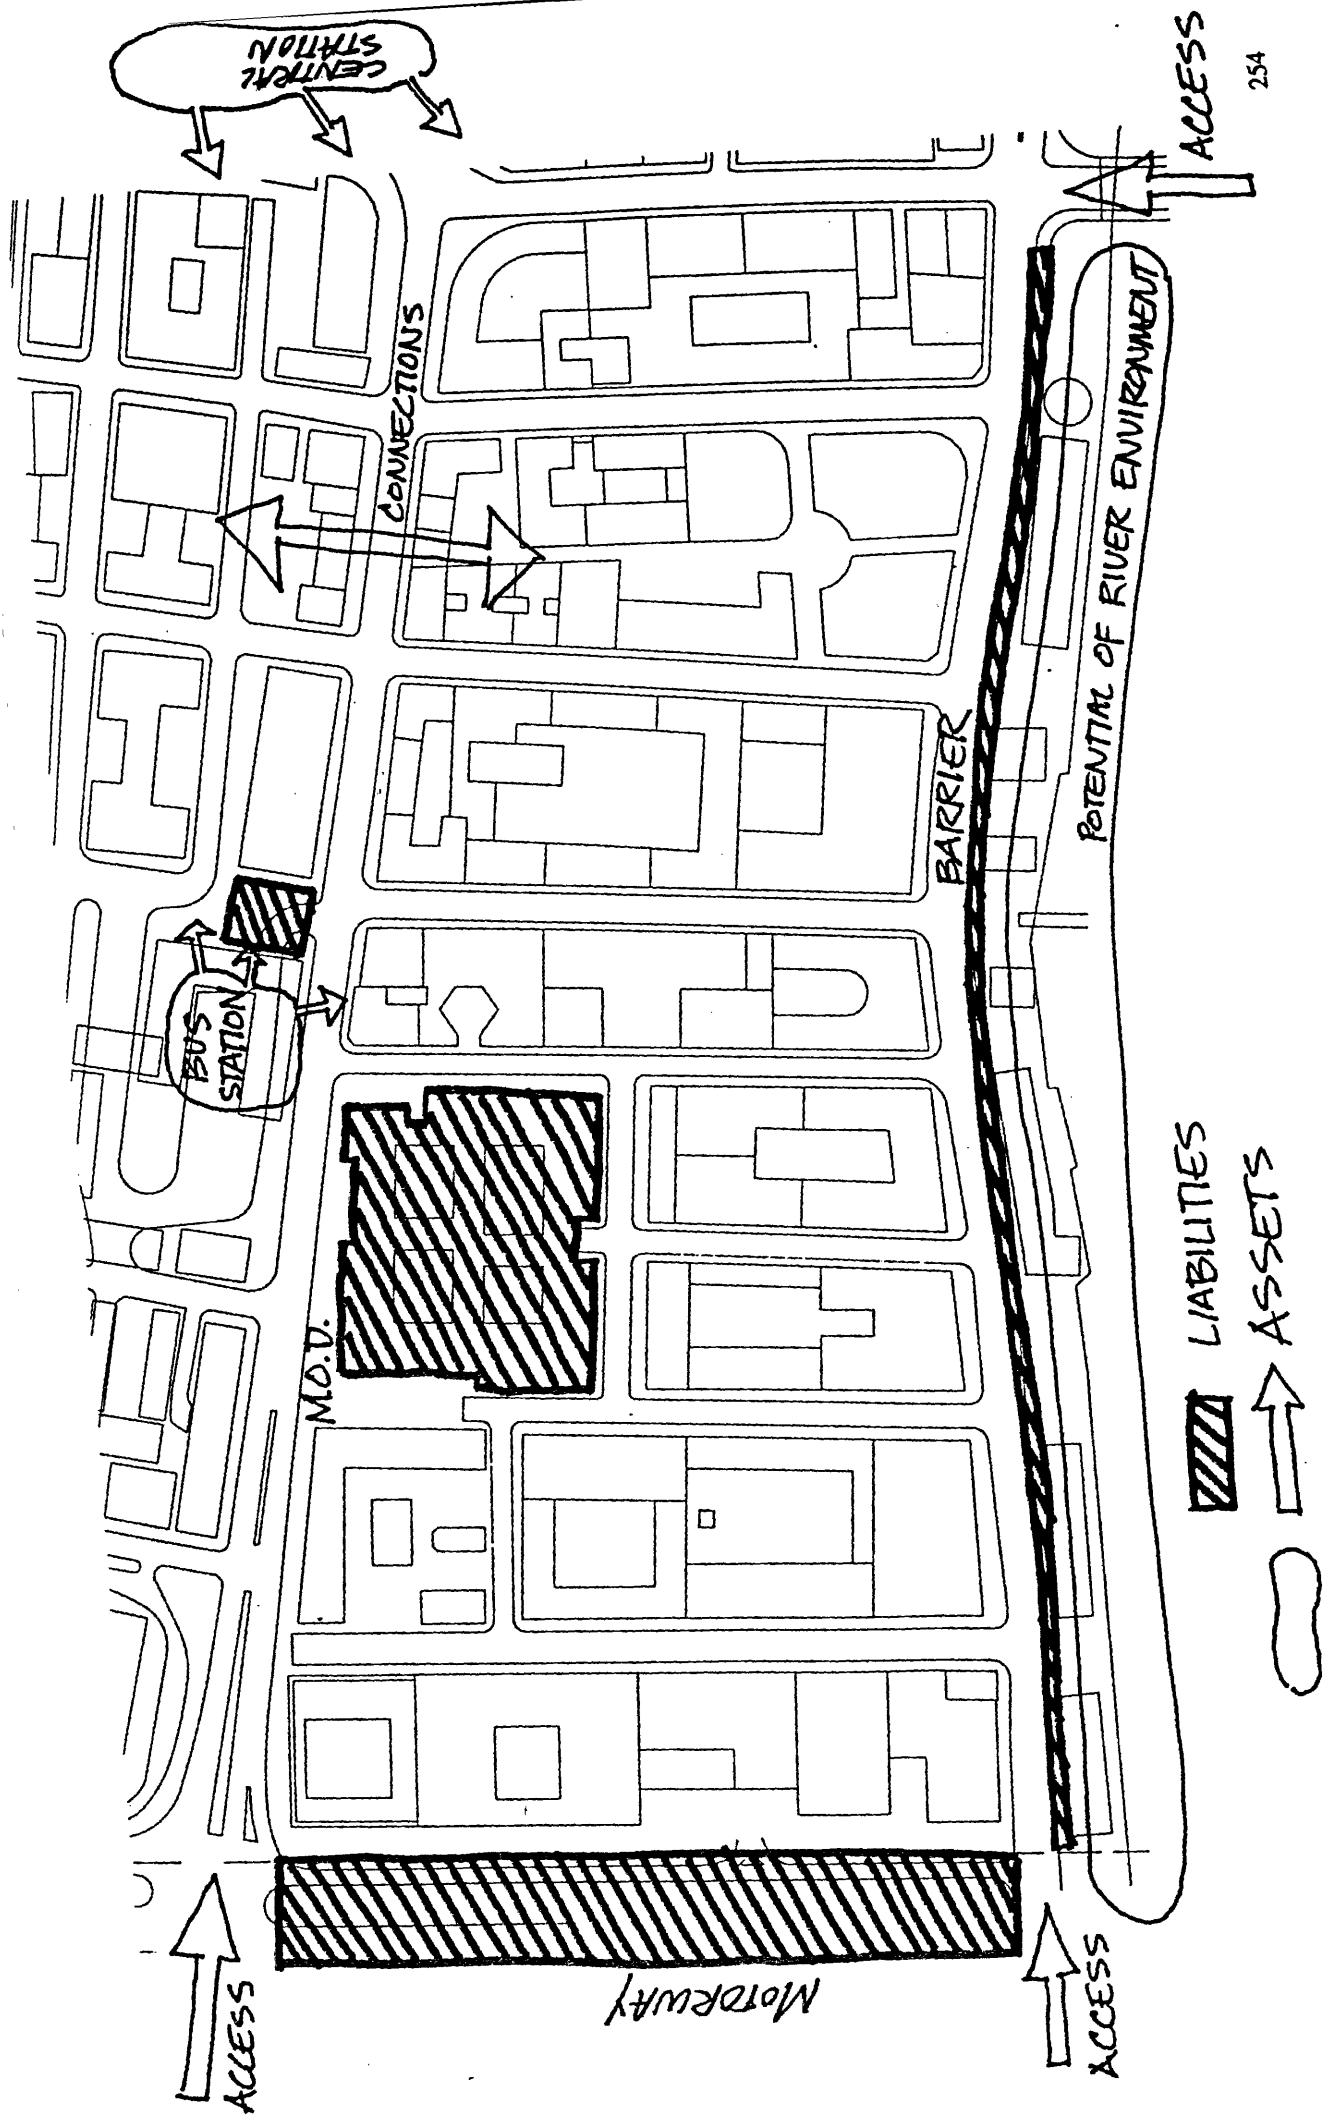 CENTRAL
STATION
CONNECTIONS
BUS
STATION
M.O.D.
BARRIER
POTENTIAL OF RIVER ENVIRONMENT
MOTORWAY
ACCESS
ACCESS
ACCESS
LIABILITIES
ASSETS
254